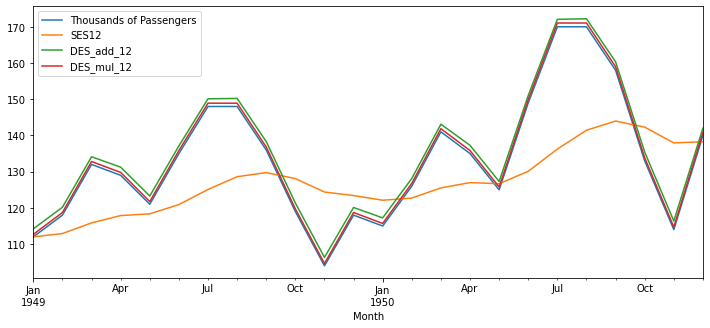 Thousands of Passengers
SES12
DES_add_12
DES_mul_12
170
160
150
140
130
120
110
Jan Apr Jul Oct Jan Apr Jul Oct
1949 1950
Month